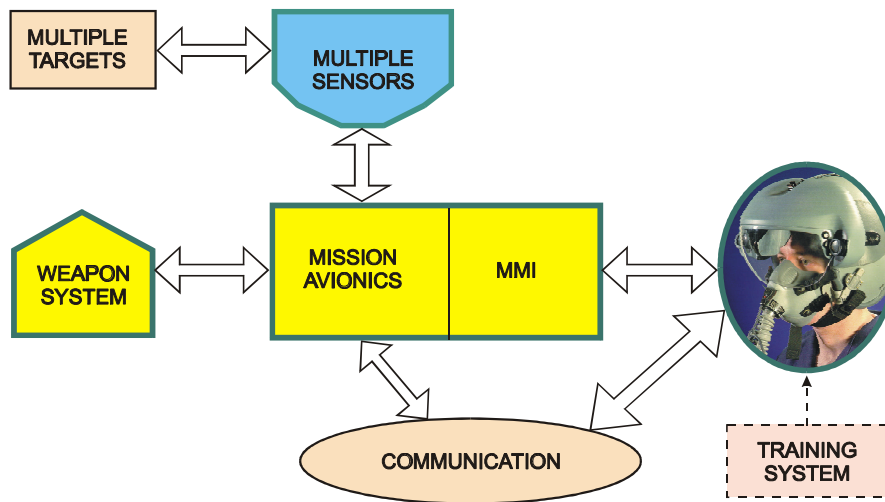 MULTIPLE
TARGETS
MULTIPLE
SENSORS
WEAPON
SYSTEM
MISSION
AVIONICS
MMI
COMMUNICATION
TRAINING
SYSTEM